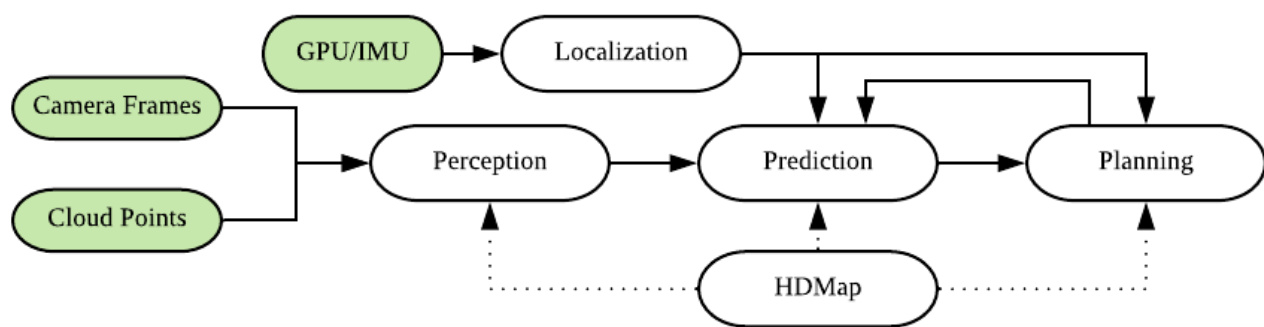 GPU/IMU
Localization
Camera Frames
Perception
Prediction
Planning
Cloud Points
HDMap